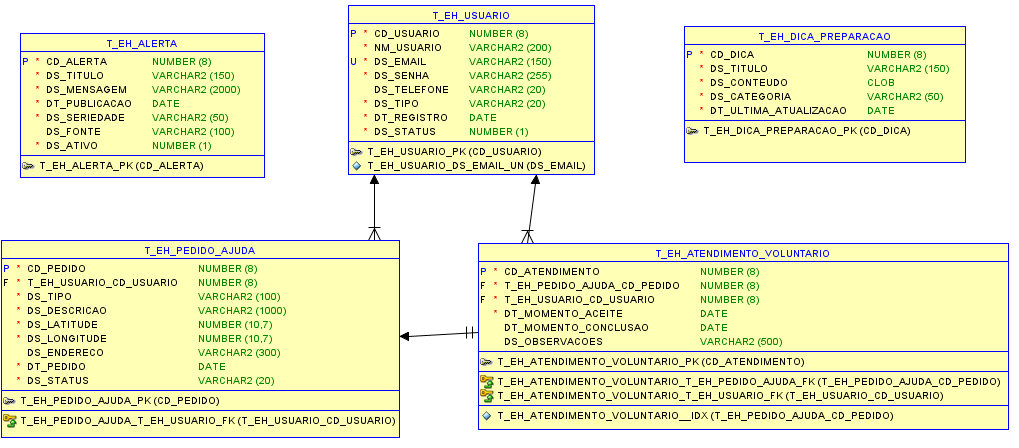 T_EH_ALERTA
P * CD_ALERTA NUMBER (8)
* DS_TITULO VARCHAR2 (150)
* DS_MENSAGEM VARCHAR2 (2000)
* DT_PUBLICACAO DATE
* DS_SERIEDADE VARCHAR2 (50)
DS_FONTE VARCHAR2 (100)
* DS_ATIVO NUMBER (1)
T_EH_ALERTA_PK (CD_ALERTA)
T_EH_USUARIO
P * CD_USUARIO NUMBER (8)
* NM_USUARIO VARCHAR2 (200)
U * DS_EMAIL VARCHAR2 (150)
* DS_SENHA VARCHAR2 (255)
DS_TELEFONE VARCHAR2 (20)
* DS_TIPO VARCHAR2 (20)
* DT_REGISTRO DATE
* DS_STATUS NUMBER (1)
T_EH_USUARIO_PK (CD_USUARIO)
T_EH_USUARIO_DS_EMAIL_UN (DS_EMAIL)
T_EH_DICA_PREPARACAO
P * CD_DICA NUMBER (8)
* DS_TITULO VARCHAR2 (150)
* DS_CONTEUDO CLOB
* DS_CATEGORIA VARCHAR2 (50)
* DT_ULTIMA_ATUALIZACAO DATE
T_EH_DICA_PREPARACAO_PK (CD_DICA)
T_EH_PEDIDO_AJUDA
P * CD_PEDIDO NUMBER (8)
F * T_EH_USUARIO_CD_USUARIO NUMBER (8)
* DS_TIPO VARCHAR2 (100)
* DS_DESCRICAO VARCHAR2 (1000)
* DS_LATITUDE NUMBER (10,7)
* DS_LONGITUDE NUMBER (10,7)
DS_ENDERECO VARCHAR2 (300)
* DT_PEDIDO DATE
* DS_STATUS VARCHAR2 (20)
T_EH_PEDIDO_AJUDA_PK (CD_PEDIDO)
T_EH_PEDIDO_AJUDA_T_EH_USUARIO_FK (T_EH_USUARIO_CD_USUARIO)
T_EH_ATENDIMENTO_VOLUNTARIO
P * CD_ATENDIMENTO NUMBER (8)
F * T_EH_PEDIDO_AJUDA_CD_PEDIDO NUMBER (8)
F * T_EH_USUARIO_CD_USUARIO NUMBER (8)
* DT_MOMENTO_ACEITE DATE
DT_MOMENTO_CONCLUSAO DATE
DS_OBSERVACOES VARCHAR2 (500)
T_EH_ATENDIMENTO_VOLUNTARIO_PK (CD_ATENDIMENTO)
T_EH_ATENDIMENTO_VOLUNTARIO_T_EH_PEDIDO_AJUDA_FK (T_EH_PEDIDO_AJUDA_CD_PEDIDO)
T_EH_ATENDIMENTO_VOLUNTARIO_T_EH_USUARIO_FK (T_EH_USUARIO_CD_USUARIO)
T_EH_ATENDIMENTO_VOLUNTARIO__IDX (T_EH_PEDIDO_AJUDA_CD_PEDIDO)